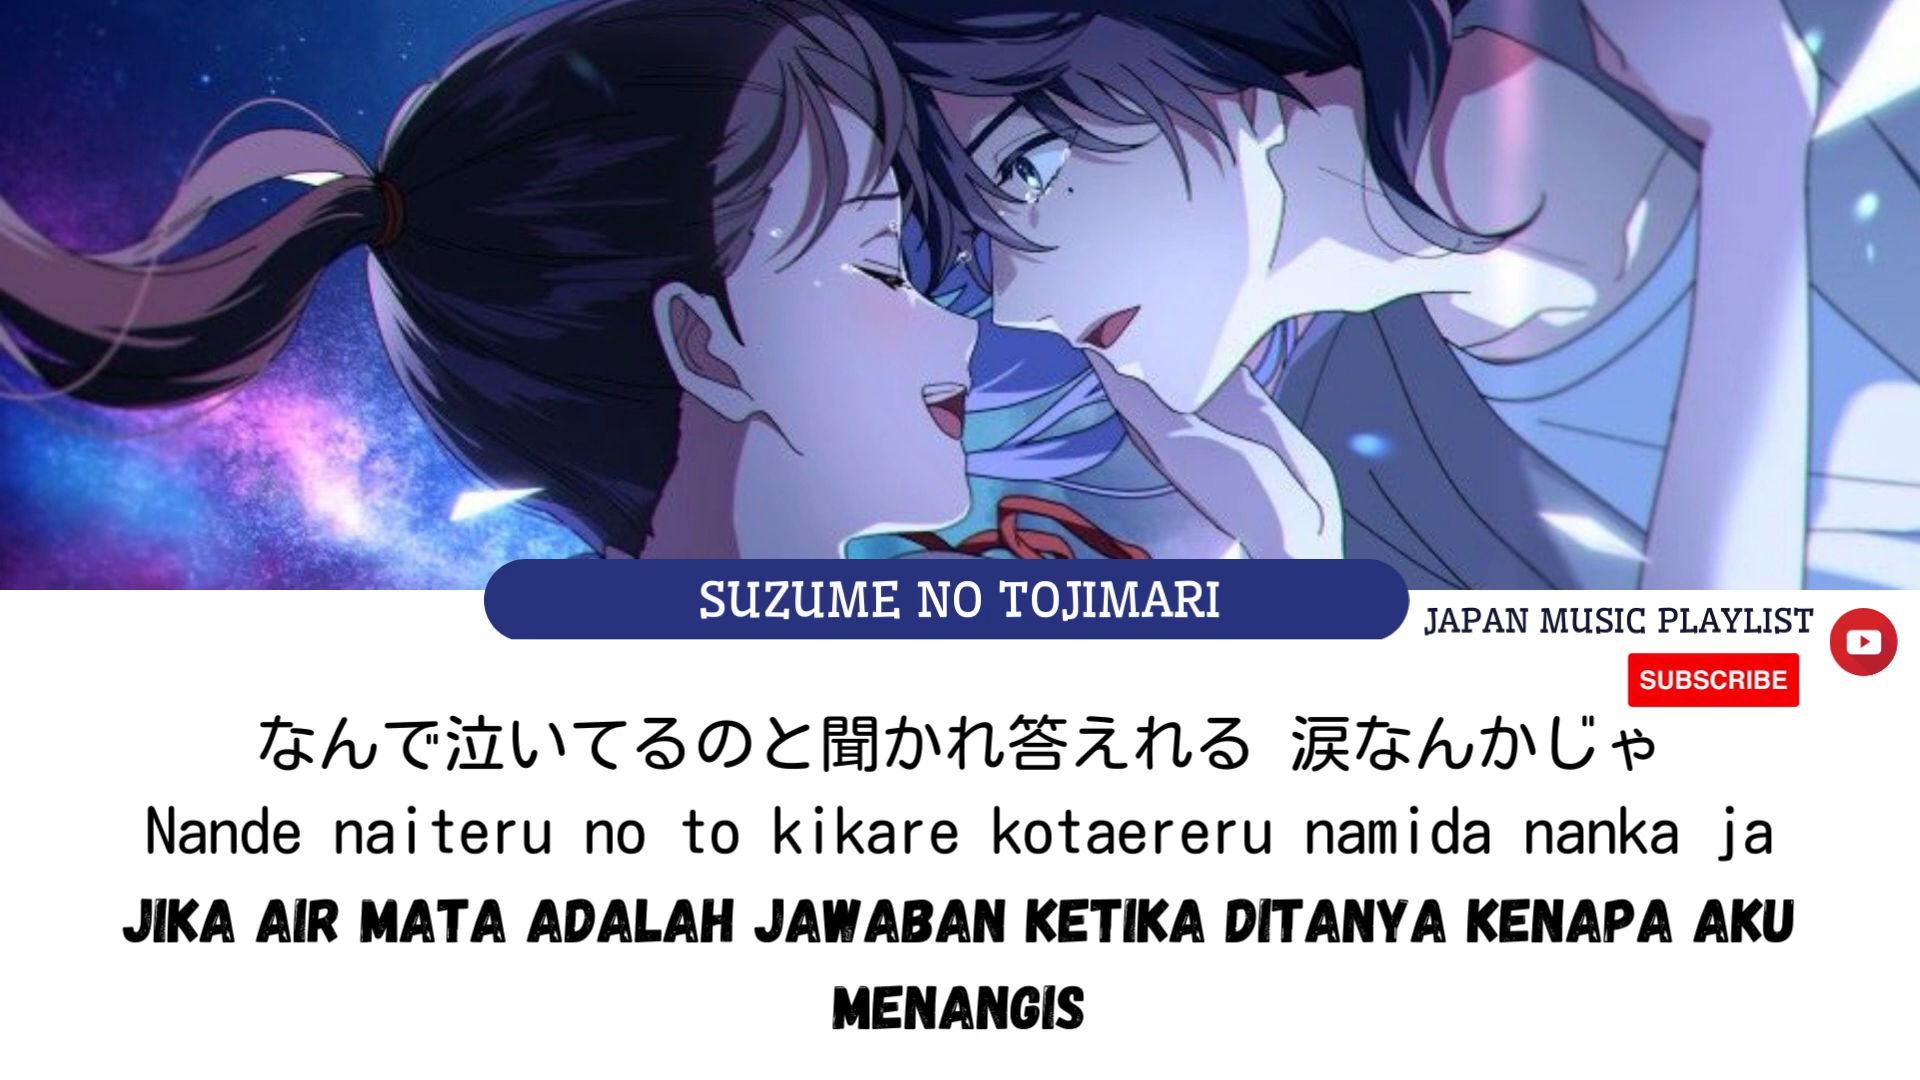 SUZUME NO TOJIMARI
JAPAN MUSIC PLAYLIST
SUBSCRIBE
なんで泣いてるのと聞かれ答えれる 涙なんかじゃ
Nande naiteru no to kikare kotaereru namida nanka ja
JIKA AIR MATA ADALAH JAWABAN KETIKA DITANYA KENAPA AKU
MENANGIS